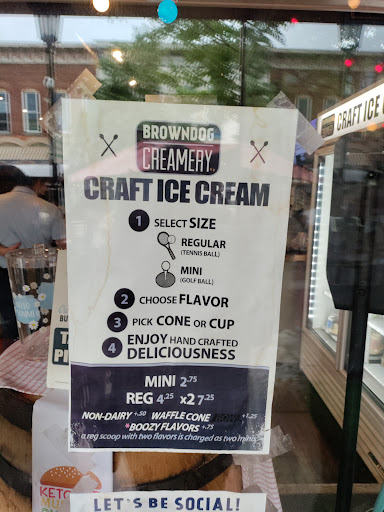 BROWNDOG
CREAMERY
CRAFT ICE CREAM
1 SELECT SIZE
REGULAR
(TENNIS BALL)
MINI
(GOLF BALL)
2 CHOOSE FLAVOR
3 PICK CONE OR CUP
4 ENJOY HAND CRAFTED
DELICIOUSNESS
MINI 2.75
REG 4.25 x2 7.25
NON-DAIRY +.50 WAFFLE CONE +1.25
*BOOZY FLAVORS +.75
a reg scoop with two flavors is charged as two minis
LET'S BE SOCIAL!
CRAFT ICE
KETO